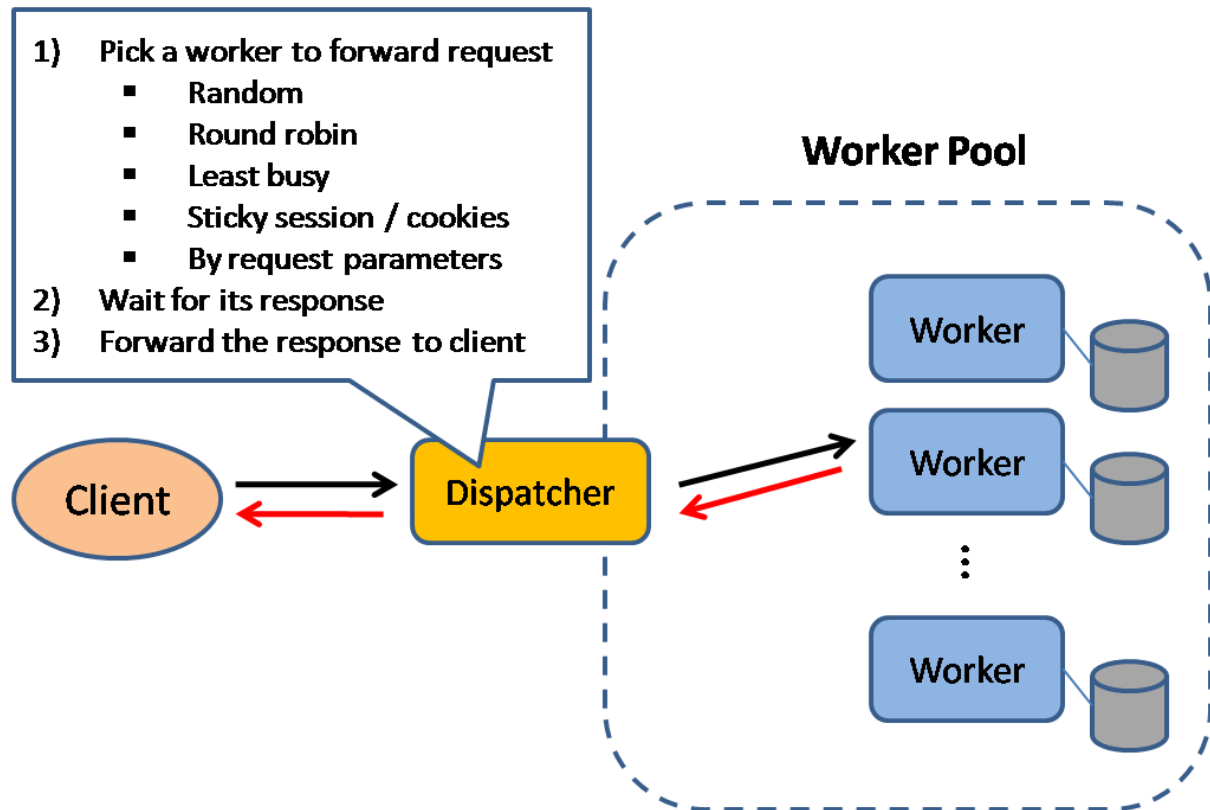 1) Pick a worker to forward request
▪ Random
▪ Round robin
▪ Least busy
▪ Sticky session / cookies
▪ By request parameters
2) Wait for its response
3) Forward the response to client
Worker Pool
Worker
Worker
Client
Dispatcher
Worker